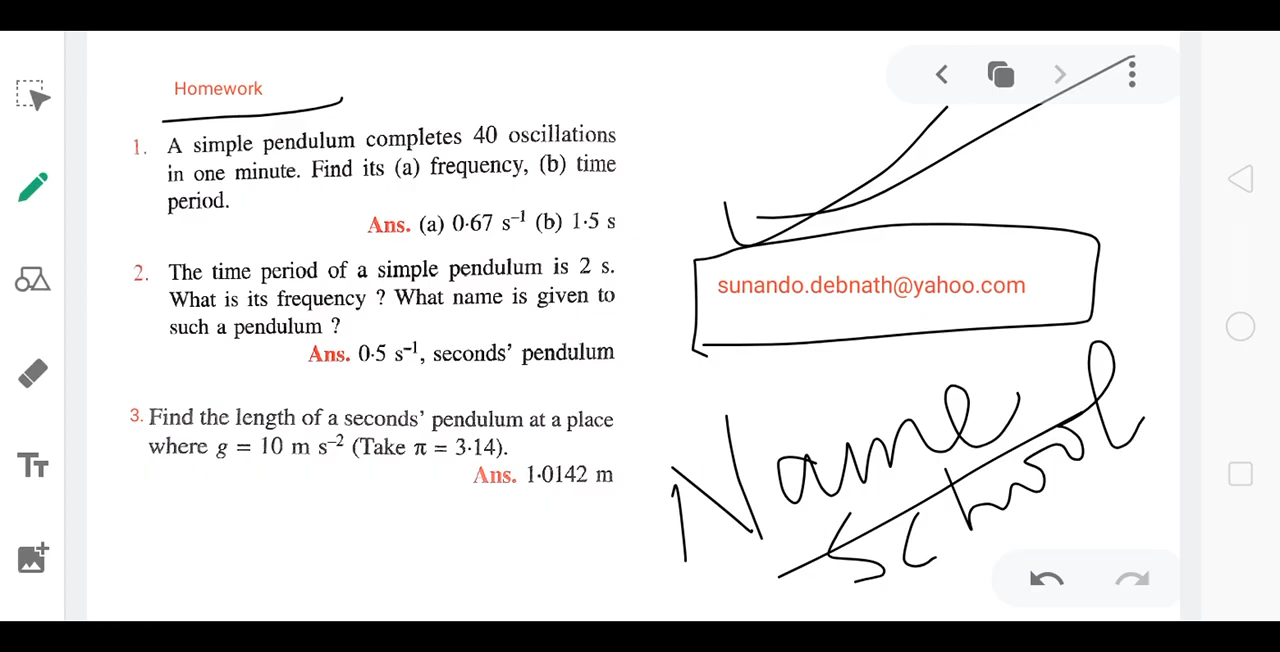 Homework
1. A simple pendulum completes 40 oscillations
in one minute. Find its (a) frequency, (b) time
period.
Ans. (a) 0·67 s⁻¹ (b) 1·5 s
2. The time period of a simple pendulum is 2 s.
What is its frequency ? What name is given to
such a pendulum ?
Ans. 0·5 s⁻¹, seconds' pendulum
3. Find the length of a seconds' pendulum at a place
where g = 10 m s⁻² (Take π = 3·14).
Ans. 1·0142 m
sunando.debnath@yahoo.com
Name
School
TT